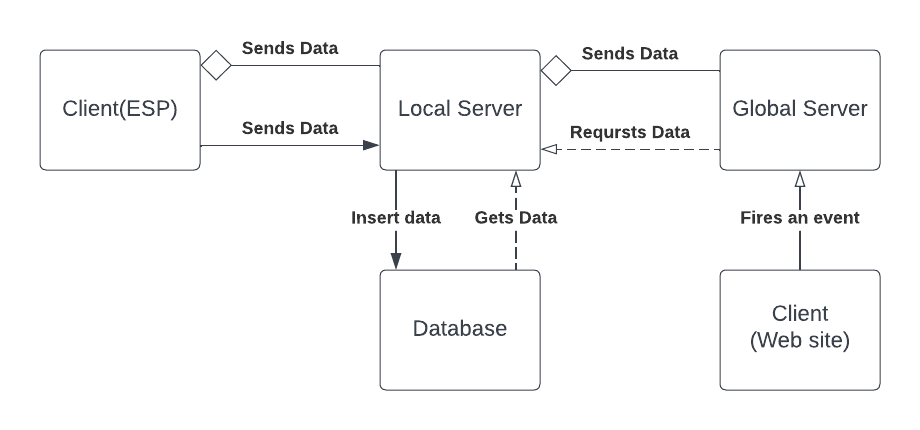 Sends Data
Sends Data
Client(ESP)
Local Server
Global Server
Sends Data
Reqursts Data
Insert data
Gets Data
Fires an event
Database
Client
(Web site)